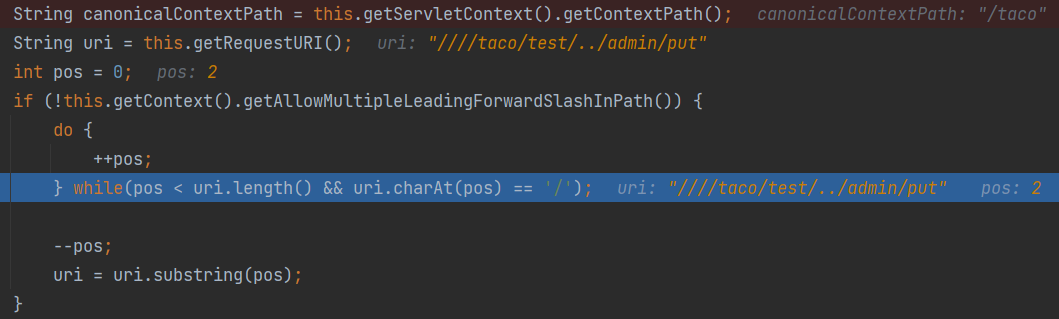 String canonicalContextPath = this.getServletContext().getContextPath();  canonicalContextPath: "/taco"
String uri = this.getRequestURI();  uri: "////taco/test/../admin/put"
int pos = 0;  pos: 2
if (!this.getContext().getAllowMultipleLeadingForwardSlashInPath()) {
    do {
        ++pos;
    } while(pos < uri.length() && uri.charAt(pos) == '/');  uri: "////taco/test/../admin/put"  pos: 2
    --pos;
    uri = uri.substring(pos);
}